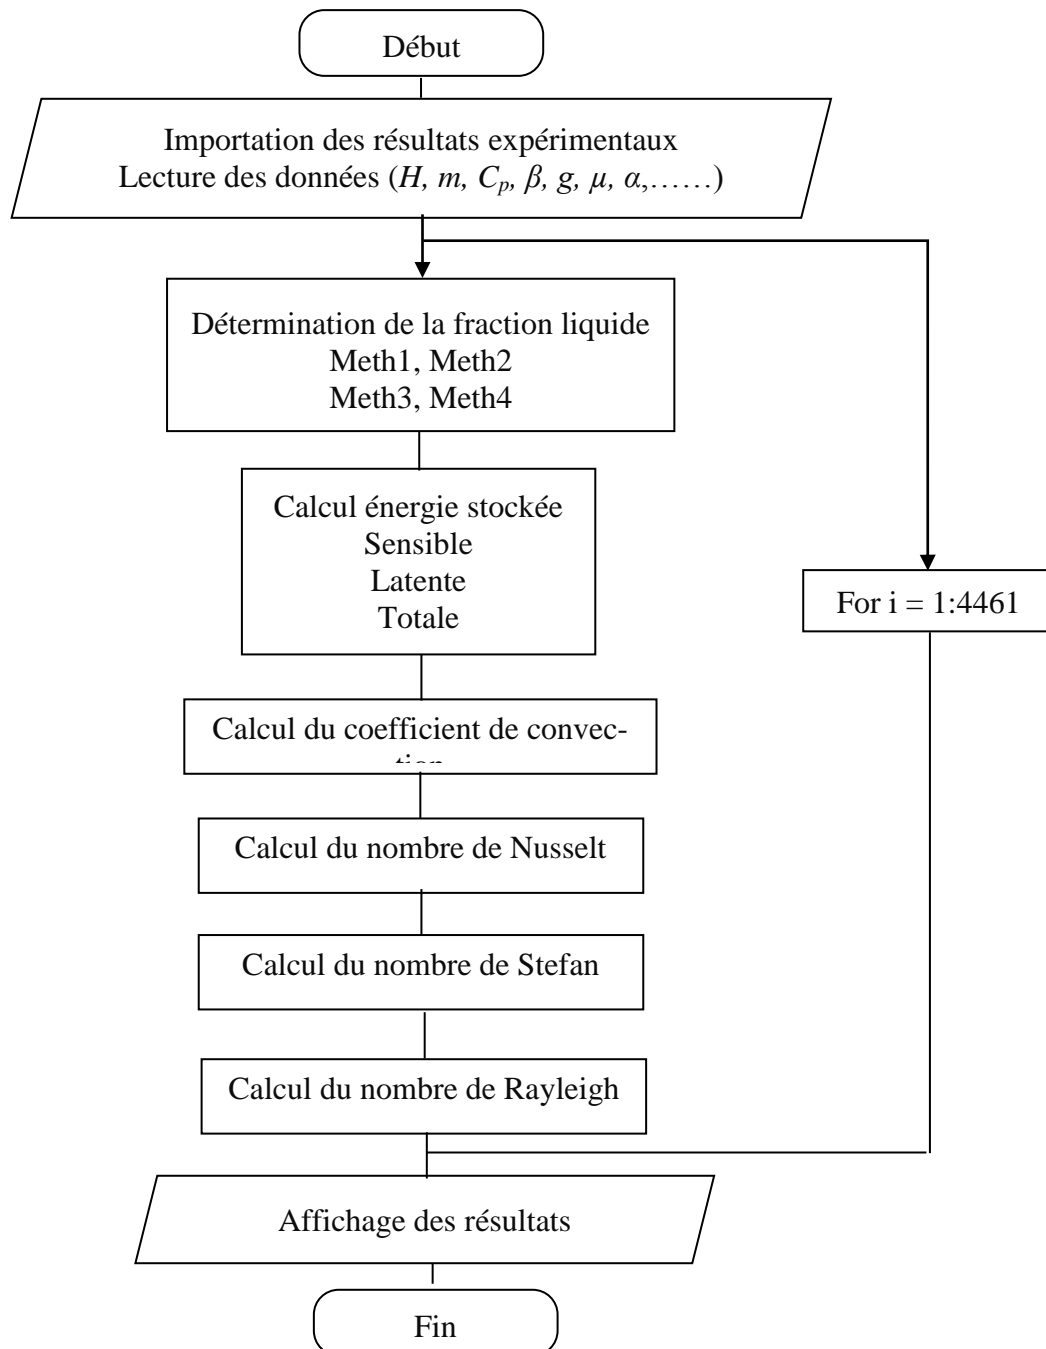 Début
Importation des résultats expérimentaux
Lecture des données (H, m, Cp, β, g, μ, α,......)
Détermination de la fraction liquide
Meth1, Meth2
Meth3, Meth4
Calcul énergie stockée
Sensible
Latente
Totale
For i = 1:4461
Calcul du coefficient de convec-
tion
Calcul du nombre de Nusselt
Calcul du nombre de Stefan
Calcul du nombre de Rayleigh
Affichage des résultats
Fin